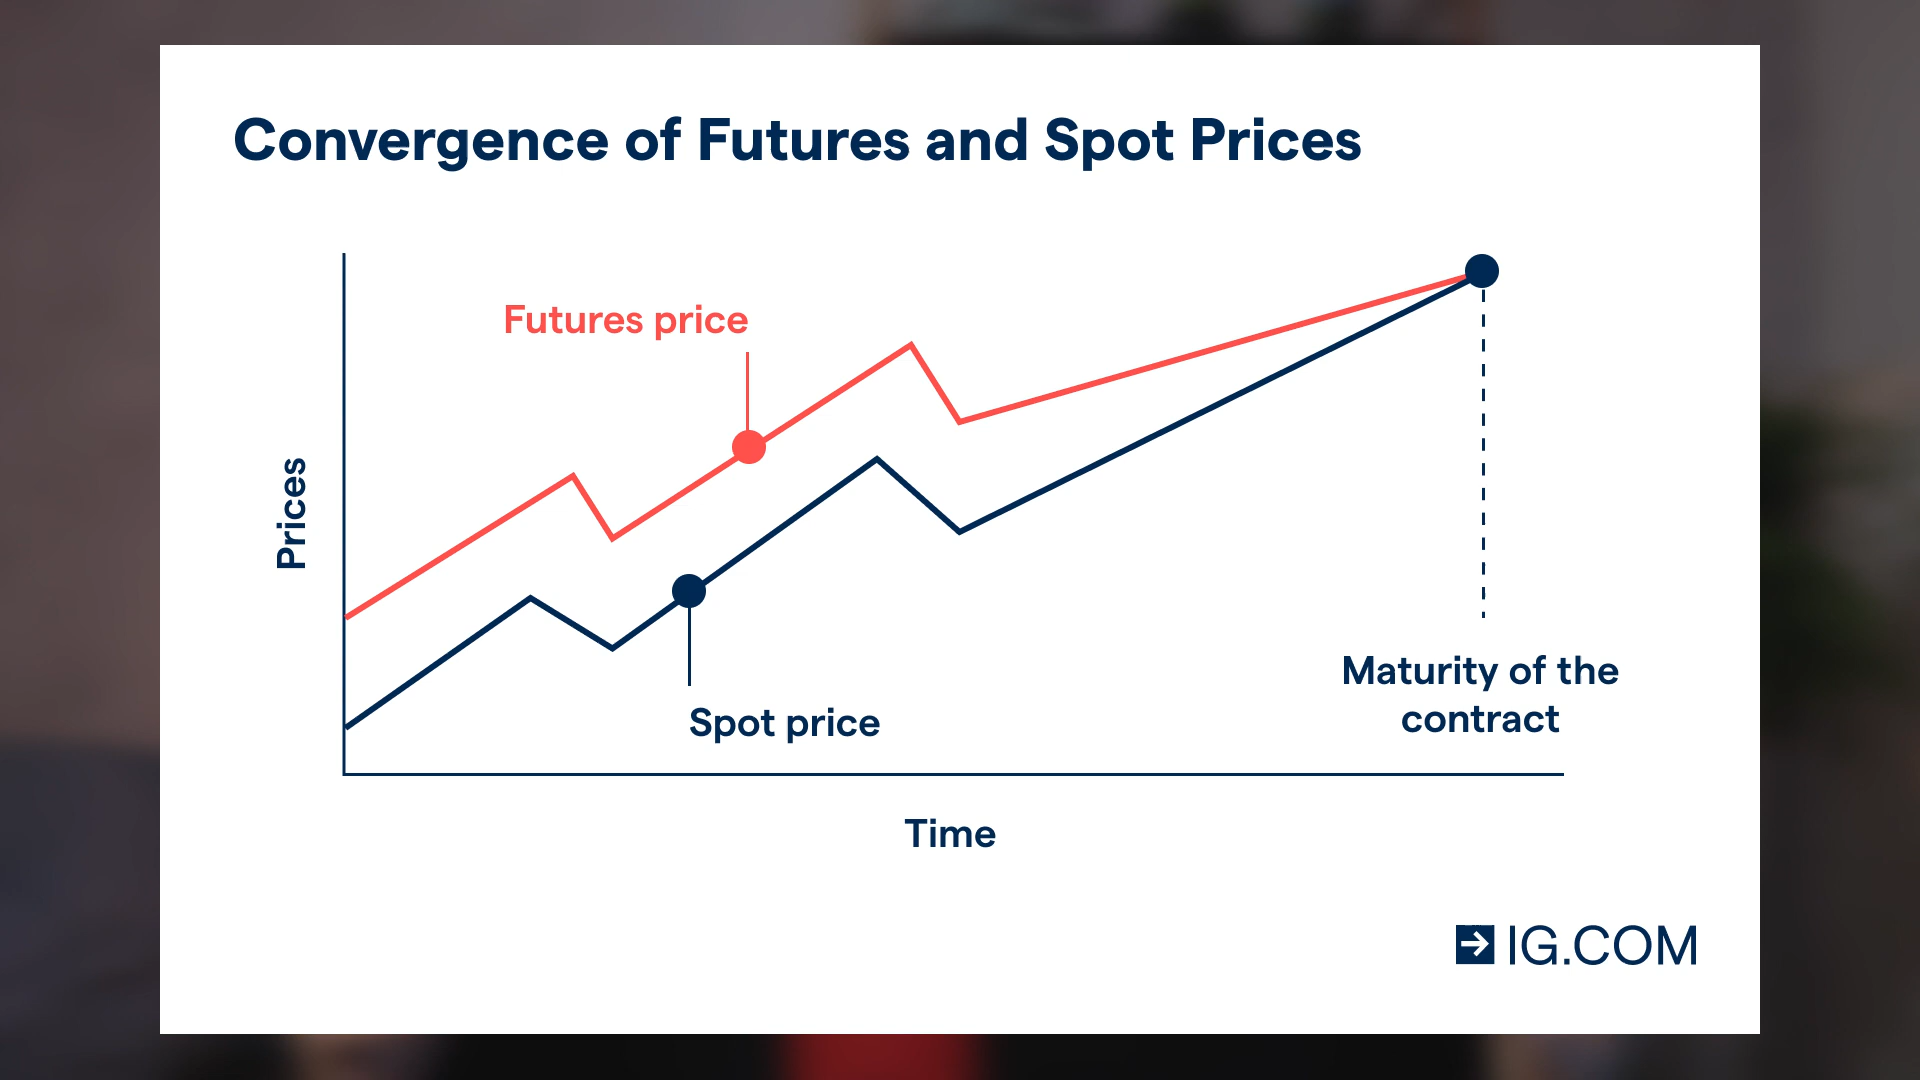 Convergence of Futures and Spot Prices
Futures price
Prices
Spot price
Maturity of the
contract
Time
IG.COM